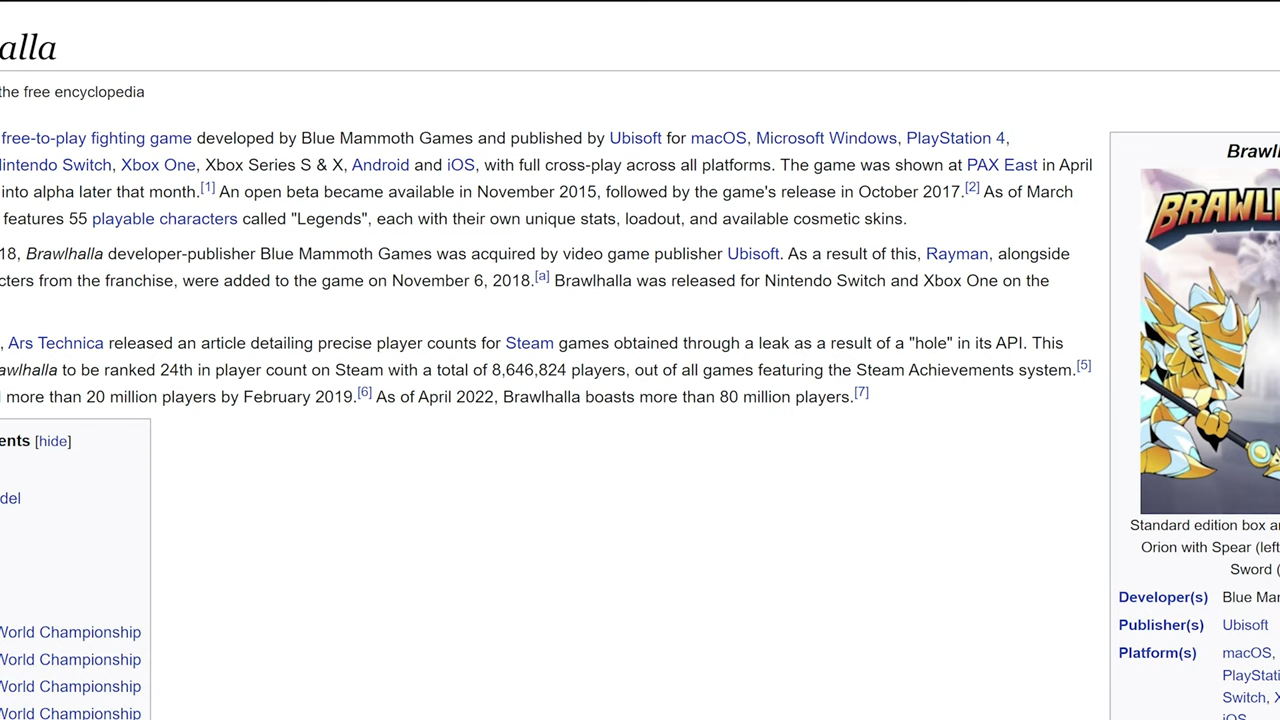 alla
the free encyclopedia
free-to-play fighting game developed by Blue Mammoth Games and published by Ubisoft for macOS, Microsoft Windows, PlayStation 4,
Nintendo Switch, Xbox One, Xbox Series S & X, Android and iOS, with full cross-play across all platforms. The game was shown at PAX East in April
into alpha later that month.[1] An open beta became available in November 2015, followed by the game's release in October 2017.[2] As of March
features 55 playable characters called "Legends", each with their own unique stats, loadout, and available cosmetic skins.
18, Brawlhalla developer-publisher Blue Mammoth Games was acquired by video game publisher Ubisoft. As a result of this, Rayman, alongside
cters from the franchise, were added to the game on November 6, 2018.[a] Brawlhalla was released for Nintendo Switch and Xbox One on the
, Ars Technica released an article detailing precise player counts for Steam games obtained through a leak as a result of a "hole" in its API. This
awlhalla to be ranked 24th in player count on Steam with a total of 8,646,824 players, out of all games featuring the Steam Achievements system.[5]
more than 20 million players by February 2019.[6] As of April 2022, Brawlhalla boasts more than 80 million players.[7]
ents [hide]
del
World Championship
World Championship
World Championship
World Championship
Brawl
BRAWL
Standard edition box a
Orion with Spear (left
Sword (
Developer(s) Blue Mam
Publisher(s) Ubisoft
Platform(s) macOS,
PlayStati
Switch, X
iOS